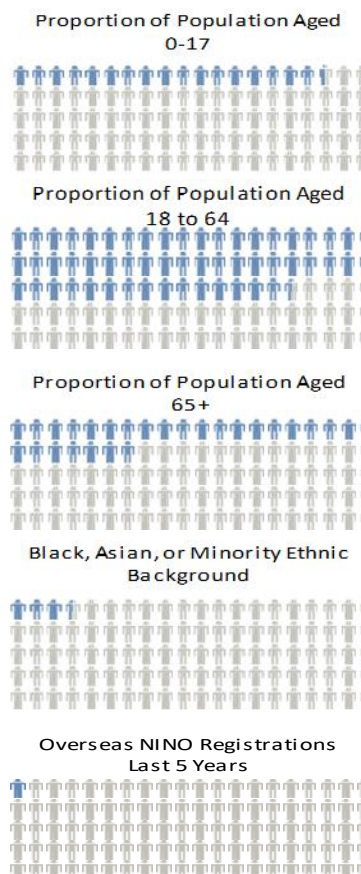 Proportion of Population Aged
0-17
Proportion of Population Aged
18 to 64
Proportion of Population Aged
65+
Black, Asian, or Minority Ethnic
Background
Overseas NINO Registrations
Last 5 Years